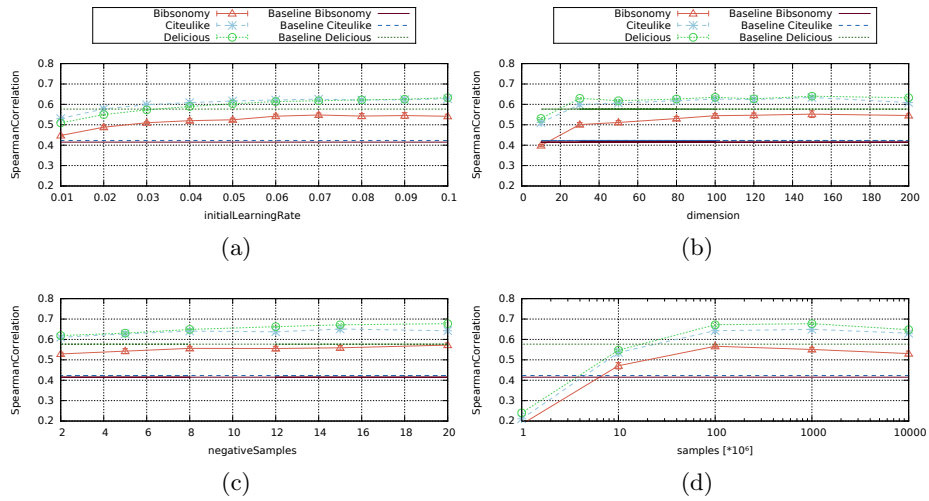 Bibsonomy Baseline Bibsonomy
Citeulike Baseline Citeulike
Delicious Baseline Delicious
Bibsonomy Baseline Bibsonomy
Citeulike Baseline Citeulike
Delicious Baseline Delicious
SpearmanCorrelation
0.8
0.7
0.6
0.5
0.4
0.3
0.2
0.01 0.02 0.03 0.04 0.05 0.06 0.07 0.08 0.09 0.1
initialLearningRate
(a)
SpearmanCorrelation
0.8
0.7
0.6
0.5
0.4
0.3
0.2
0 20 40 60 80 100 120 140 160 180 200
dimension
(b)
SpearmanCorrelation
0.8
0.7
0.6
0.5
0.4
0.3
0.2
2 4 6 8 10 12 14 16 18 20
negativeSamples
(c)
SpearmanCorrelation
0.8
0.7
0.6
0.5
0.4
0.3
0.2
1 10 100 1000 10000
samples [*10⁶]
(d)